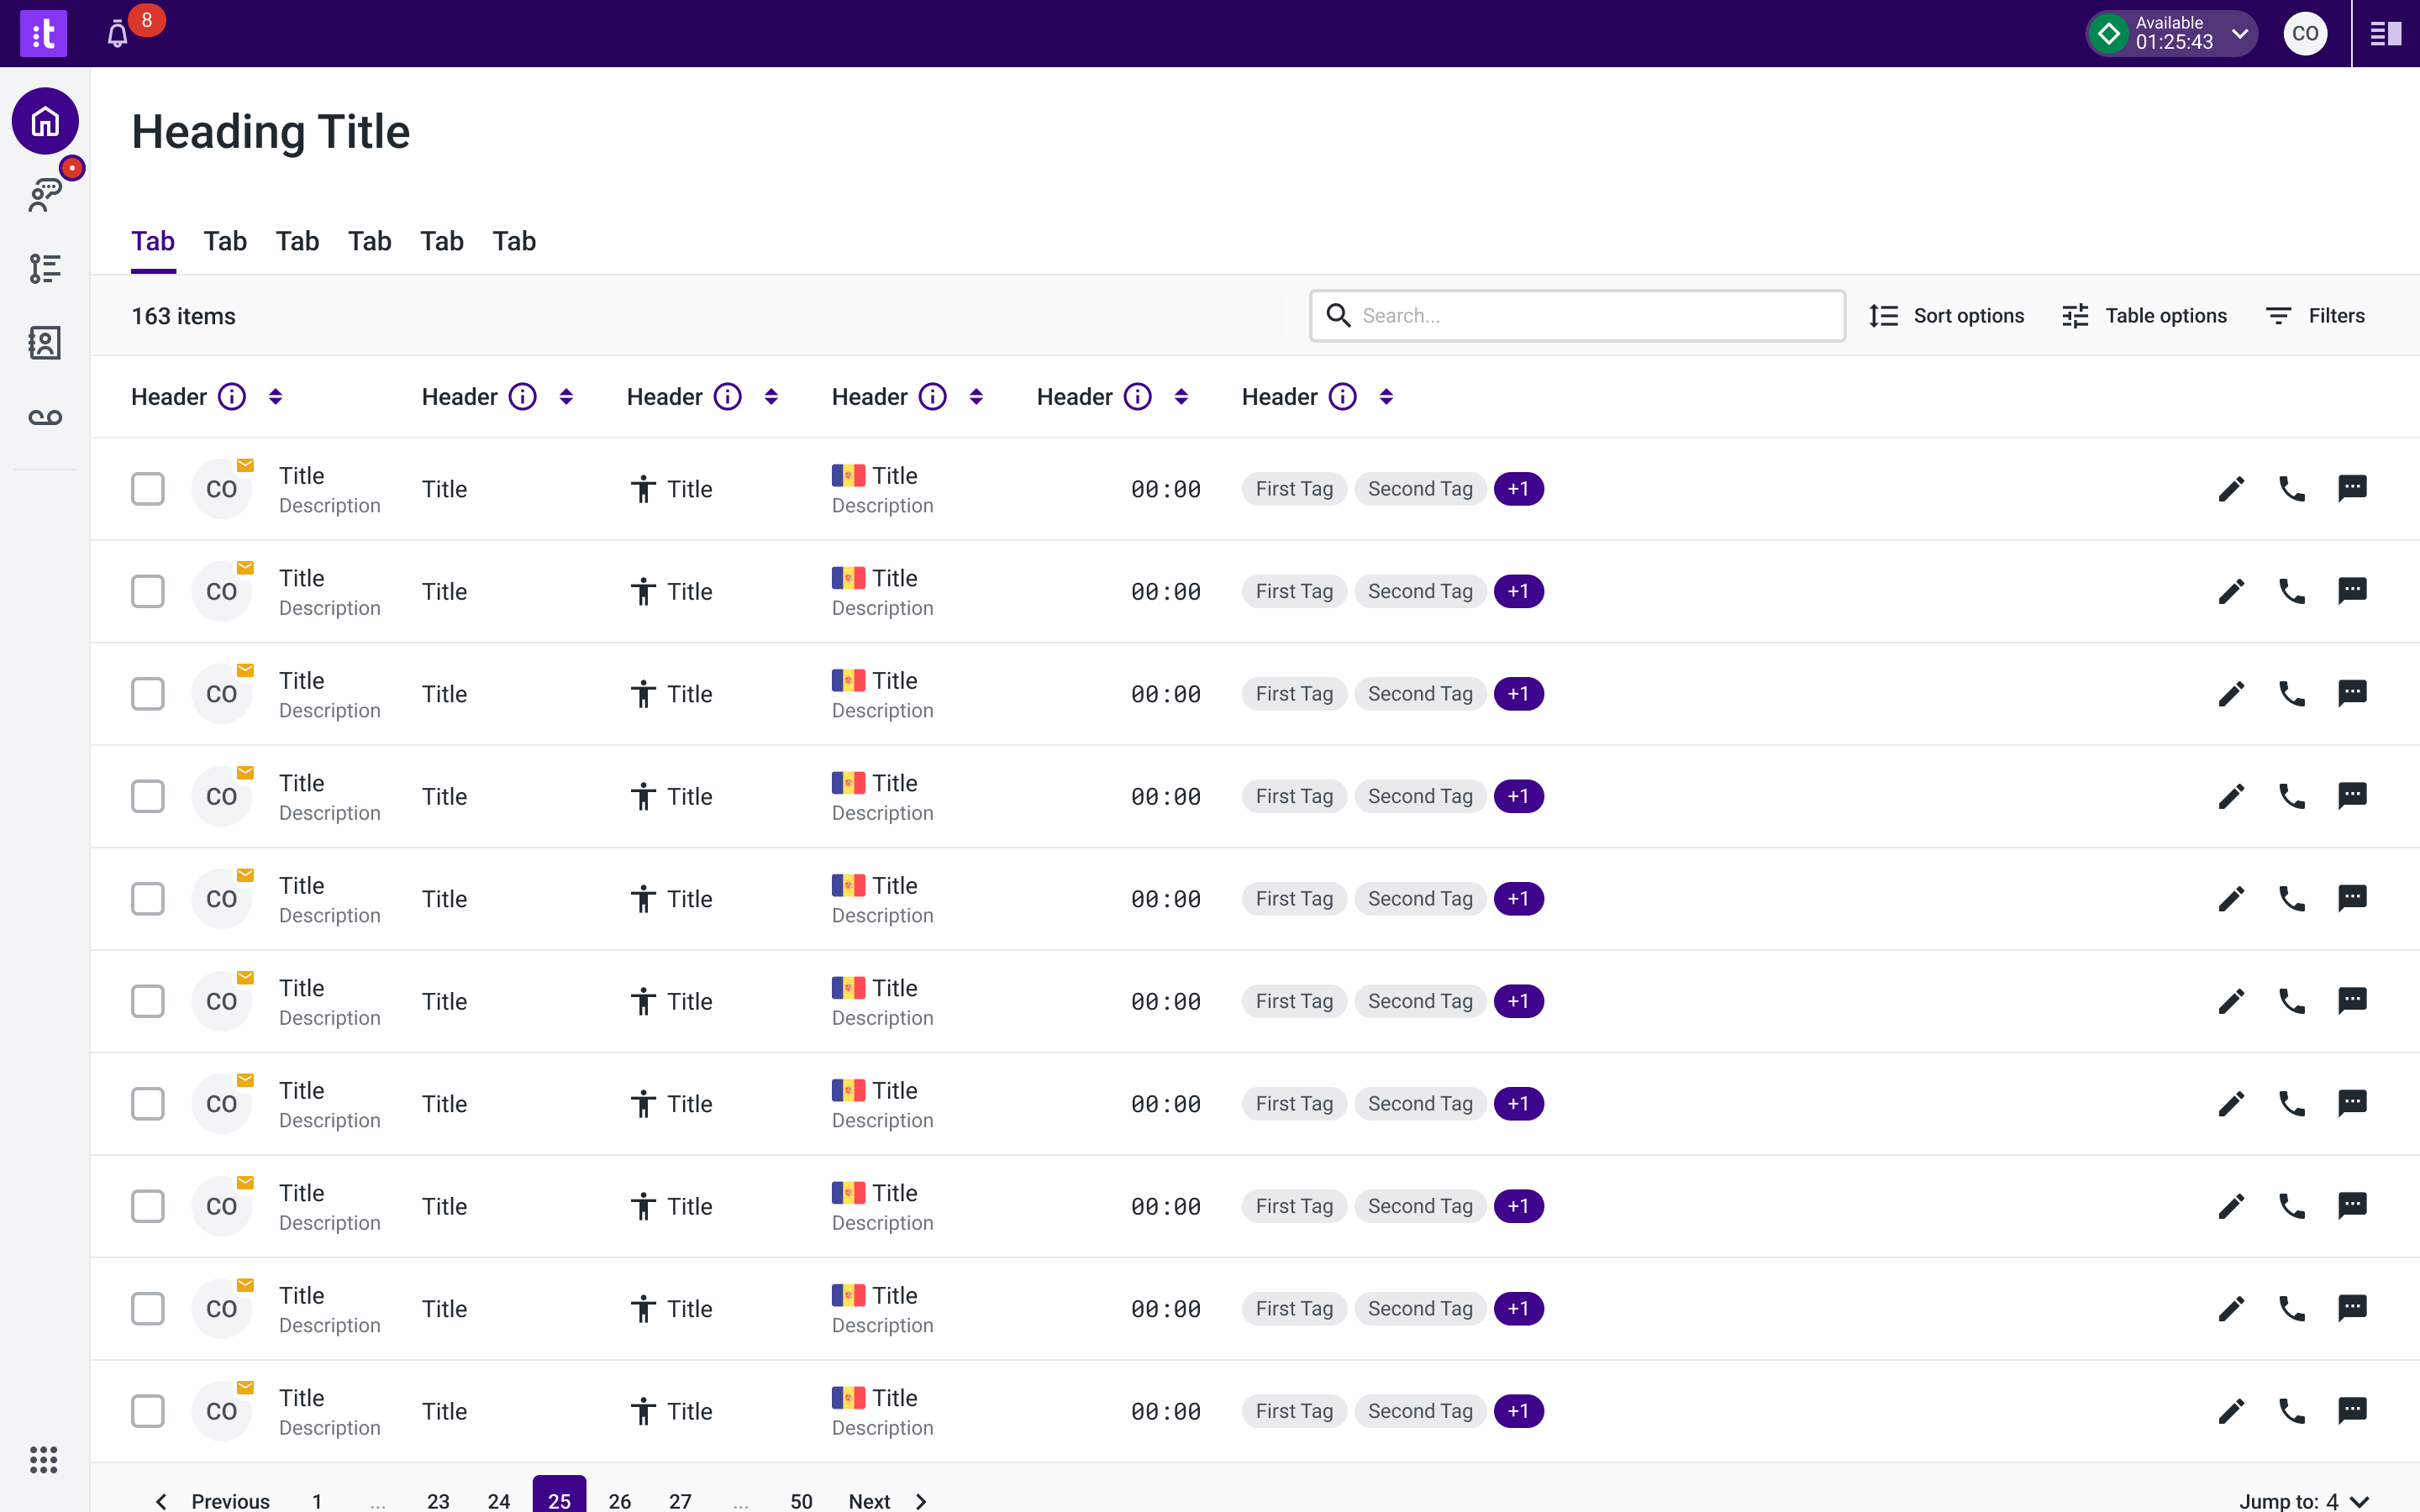 :t 8 Available CO
01:25:43
Heading Title
Tab Tab Tab Tab Tab Tab
163 items Search... Sort options Table options Filters
Header Header Header Header Header Header
CO Title Title Title Title 00:00 First Tag Second Tag +1
Description Description
CO Title Title Title Title 00:00 First Tag Second Tag +1
Description Description
CO Title Title Title Title 00:00 First Tag Second Tag +1
Description Description
CO Title Title Title Title 00:00 First Tag Second Tag +1
Description Description
CO Title Title Title Title 00:00 First Tag Second Tag +1
Description Description
CO Title Title Title Title 00:00 First Tag Second Tag +1
Description Description
CO Title Title Title Title 00:00 First Tag Second Tag +1
Description Description
CO Title Title Title Title 00:00 First Tag Second Tag +1
Description Description
CO Title Title Title Title 00:00 First Tag Second Tag +1
Description Description
CO Title Title Title Title 00:00 First Tag Second Tag +1
Description Description
Previous 1 ... 23 24 25 26 27 ... 50 Next Jump to: 4